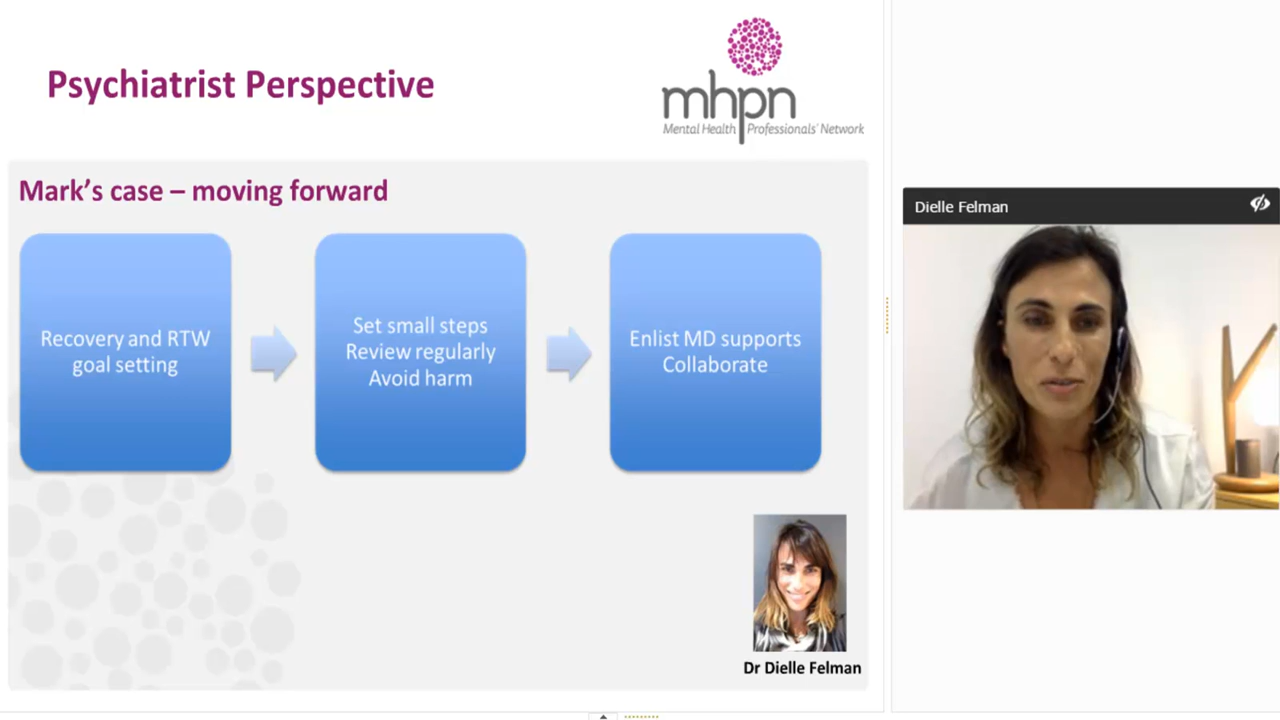 Psychiatrist Perspective
mhpn
Mental Health Professionals' Network
Mark's case – moving forward
Recovery and RTW
goal setting
Set small steps
Review regularly
Avoid harm
Enlist MD supports
Collaborate
Dr Dielle Felman
Dielle Felman